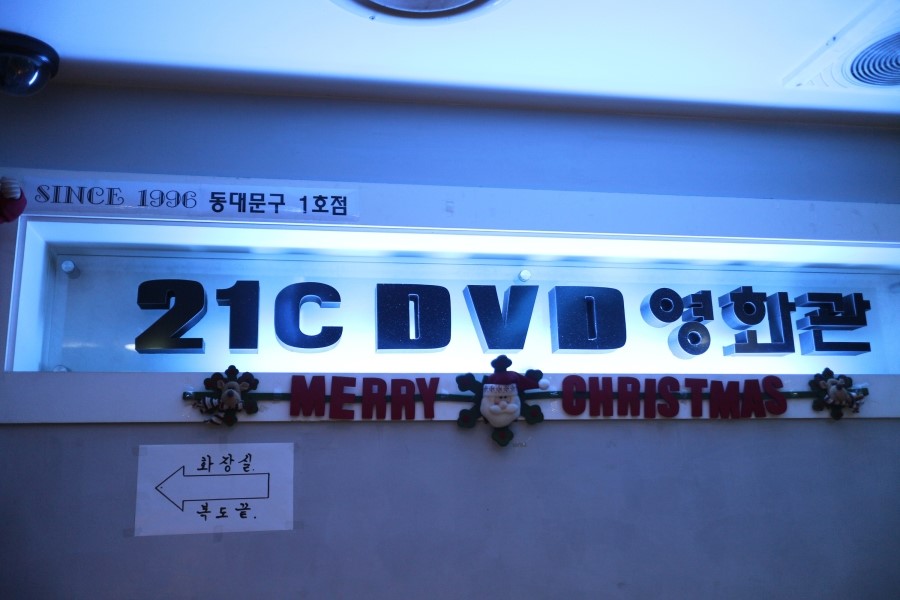 SINCE 1996 동대문구 1호점
21C DVD 영화관
MERRY CHRISTMAS
화장실.
복도끝.